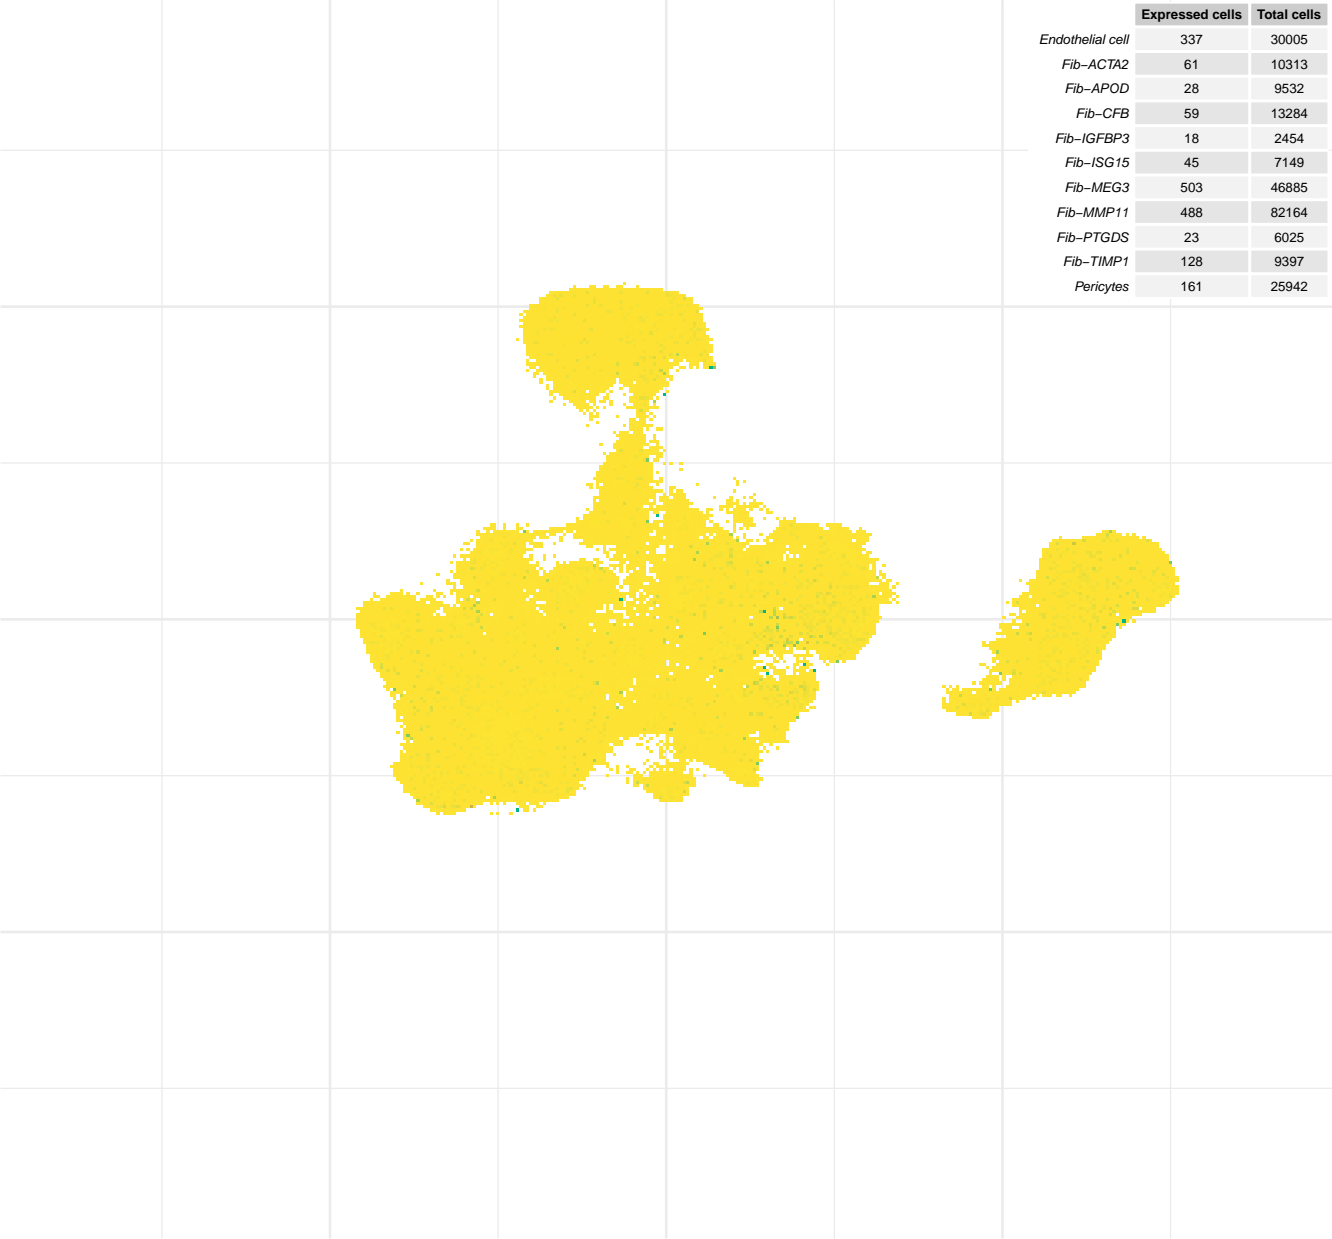 Expressed cells Total cells
Endothelial cell 337 30005
Fib−ACTA2 61 10313
Fib−APOD 28 9532
Fib−CFB 59 13284
Fib−IGFBP3 18 2454
Fib−ISG15 45 7149
Fib−MEG3 503 46885
Fib−MMP11 488 82164
Fib−PTGDS 23 6025
Fib−TIMP1 128 9397
Pericytes 161 25942